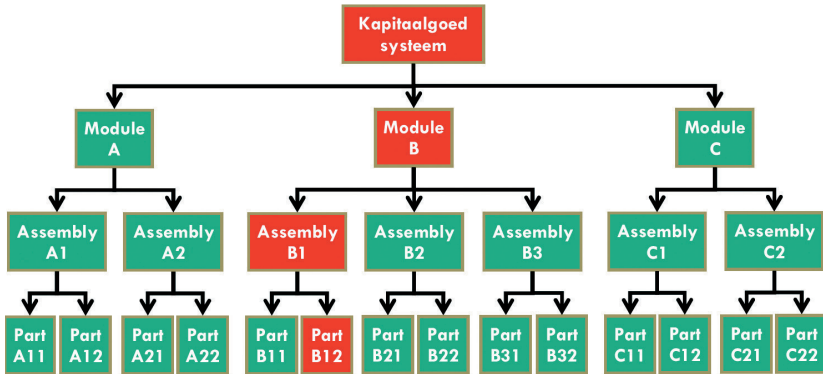 Kapitaalgoed
systeem
Module
A
Module
B
Module
C
Assembly
A1
Assembly
A2
Assembly
B1
Assembly
B2
Assembly
B3
Assembly
C1
Assembly
C2
Part
A11
Part
A12
Part
A21
Part
A22
Part
B11
Part
B12
Part
B21
Part
B22
Part
B31
Part
B32
Part
C11
Part
C12
Part
C21
Part
C22